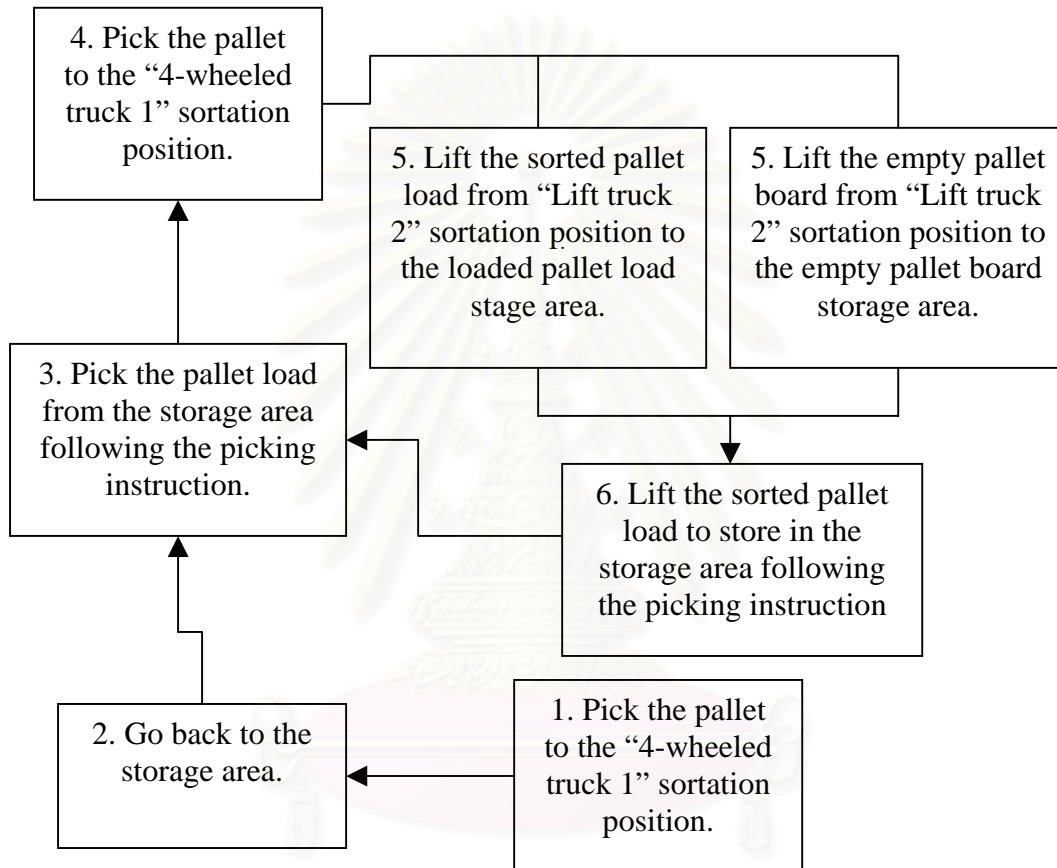 4. Pick the pallet
to the “4-wheeled
truck 1” sortation
position.
5. Lift the sorted pallet
load from “Lift truck
2” sortation position to
the loaded pallet load
stage area.
5. Lift the empty pallet
board from “Lift truck
2” sortation position to
the empty pallet board
storage area.
3. Pick the pallet load
from the storage area
following the picking
instruction.
6. Lift the sorted pallet
load to store in the
storage area following
the picking instruction
2. Go back to the
storage area.
1. Pick the pallet
to the “4-wheeled
truck 1” sortation
position.